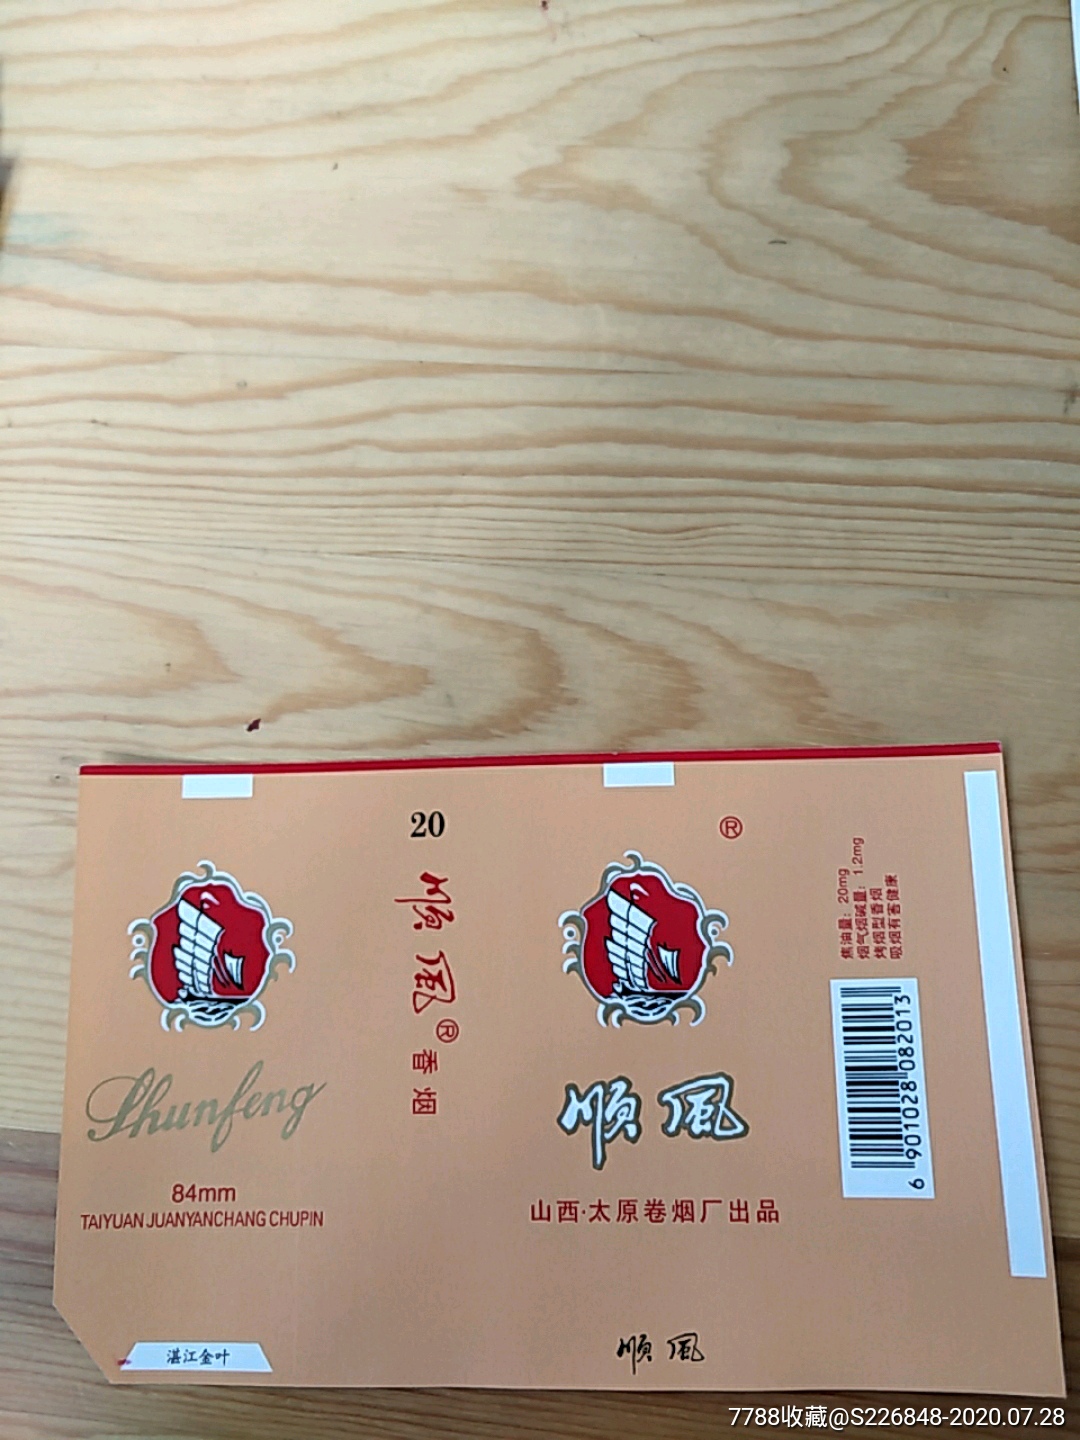 20
順風®香烟
Shunfeng
84mm
TAIYUAN JUANYANCHANG CHUPIN
湛江金叶
®
順風
山西·太原卷烟厂出品
順風
焦油量：20mg
烟气烟碱量：1.2mg
烤烟型香烟
吸烟有害健康
6 901028 082013
7788收藏@S226848-2020.07.28